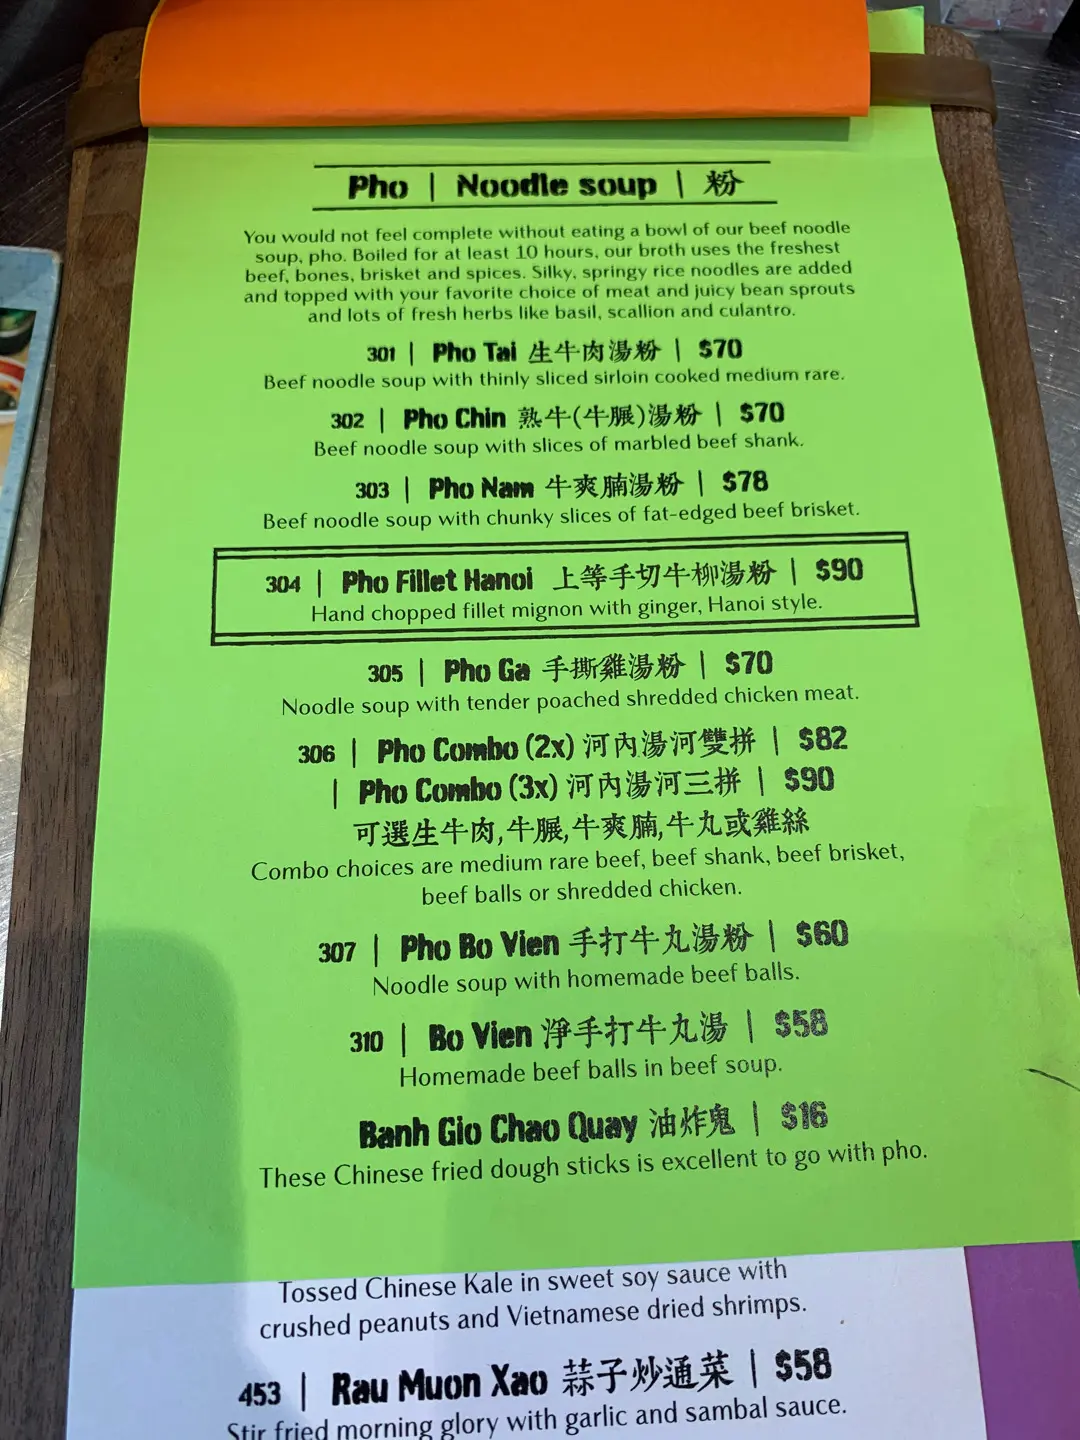 Pho | Noodle soup | 粉
You would not feel complete without eating a bowl of our beef noodle
soup, pho. Boiled for at least 10 hours, our broth uses the freshest
beef, bones, brisket and spices. Silky, springy rice noodles are added
and topped with your favorite choice of meat and juicy bean sprouts
and lots of fresh herbs like basil, scallion and culantro.
301 | Pho Tai 生牛肉湯粉 | $70
Beef noodle soup with thinly sliced sirloin cooked medium rare.
302 | Pho Chin 熟牛(牛𦟌)湯粉 | $70
Beef noodle soup with slices of marbled beef shank.
303 | Pho Nam 牛爽腩湯粉 | $78
Beef noodle soup with chunky slices of fat-edged beef brisket.
304 | Pho Fillet Hanoi 上等手切牛柳湯粉 | $90
Hand chopped fillet mignon with ginger, Hanoi style.
305 | Pho Ga 手撕雞湯粉 | $70
Noodle soup with tender poached shredded chicken meat.
306 | Pho Combo (2x) 河內湯河雙拼 | $82
| Pho Combo (3x) 河內湯河三拼 | $90
可選生牛肉,牛𦟌,牛爽腩,牛丸或雞絲
Combo choices are medium rare beef, beef shank, beef brisket,
beef balls or shredded chicken.
307 | Pho Bo Vien 手打牛丸湯粉 | $60
Noodle soup with homemade beef balls.
310 | Bo Vien 淨手打牛丸湯 | $58
Homemade beef balls in beef soup.
Banh Gio Chao Quay 油炸鬼 | $16
These Chinese fried dough sticks is excellent to go with pho.
Tossed Chinese Kale in sweet soy sauce with
crushed peanuts and Vietnamese dried shrimps.
453 | Rau Muon Xao 蒜子炒通菜 | $58
Stir fried morning glory with garlic and sambal sauce.